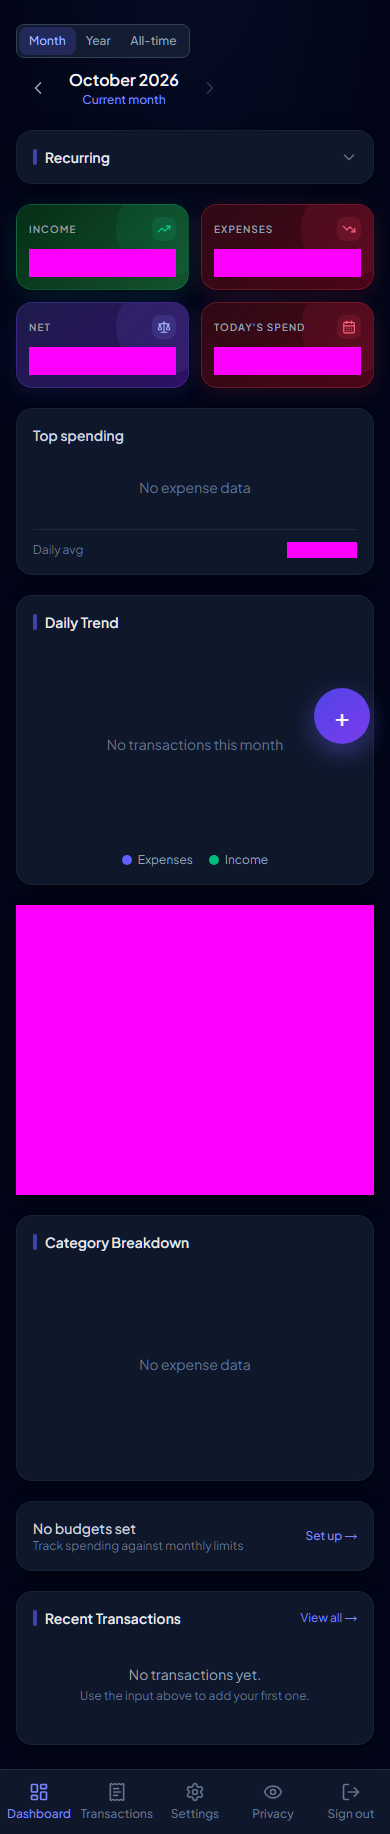 Month Year All-time
October 2026
Current month
Recurring
INCOME
EXPENSES
NET
TODAY'S SPEND
Top spending
No expense data
Daily avg
Daily Trend
No transactions this month
+
Expenses Income
Category Breakdown
No expense data
No budgets set
Track spending against monthly limits
Set up →
Recent Transactions
View all →
No transactions yet.
Use the input above to add your first one.
Dashboard Transactions Settings Privacy Sign out